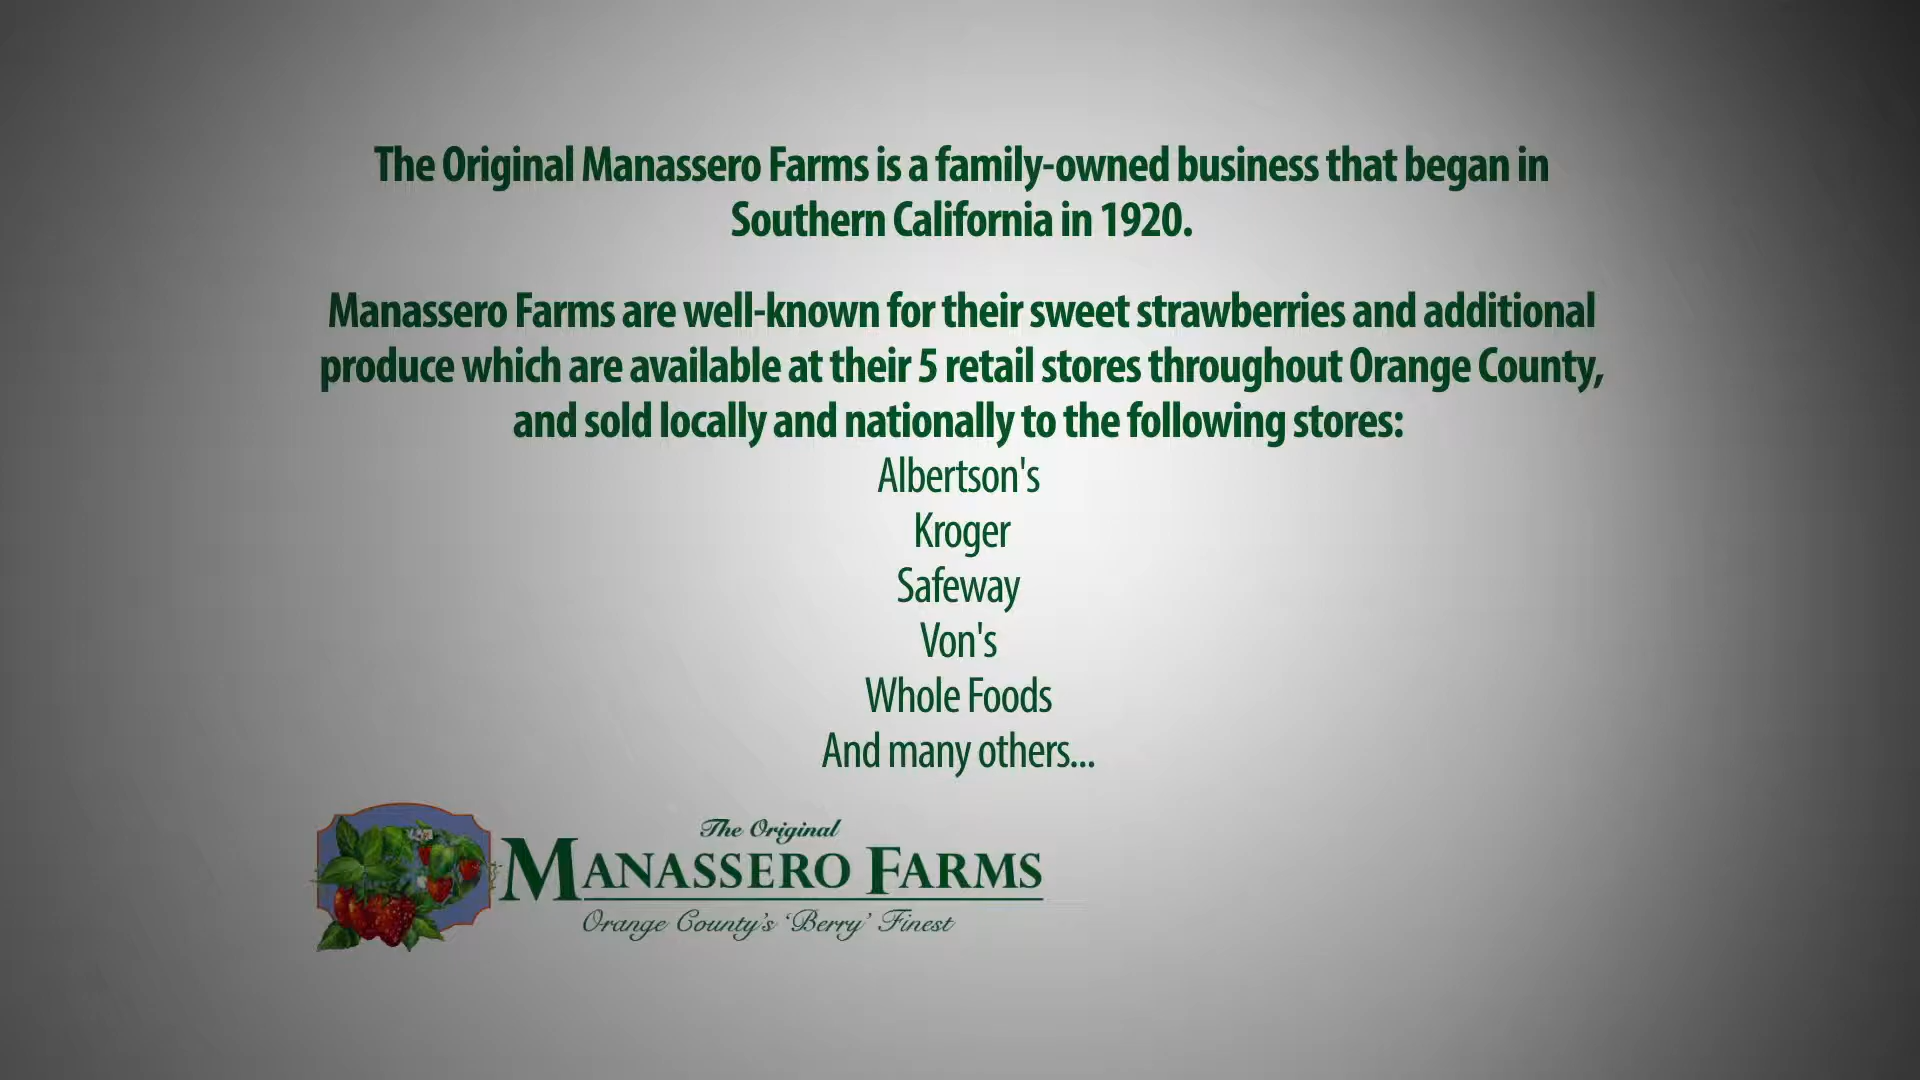 The Original Manassero Farms is a family-owned business that began in
Southern California in 1920.
Manassero Farms are well-known for their sweet strawberries and additional
produce which are available at their 5 retail stores throughout Orange County,
and sold locally and nationally to the following stores:
Albertson's
Kroger
Safeway
Von's
Whole Foods
And many others...
The Original
MANASSERO FARMS
Orange County's 'Berry' Finest